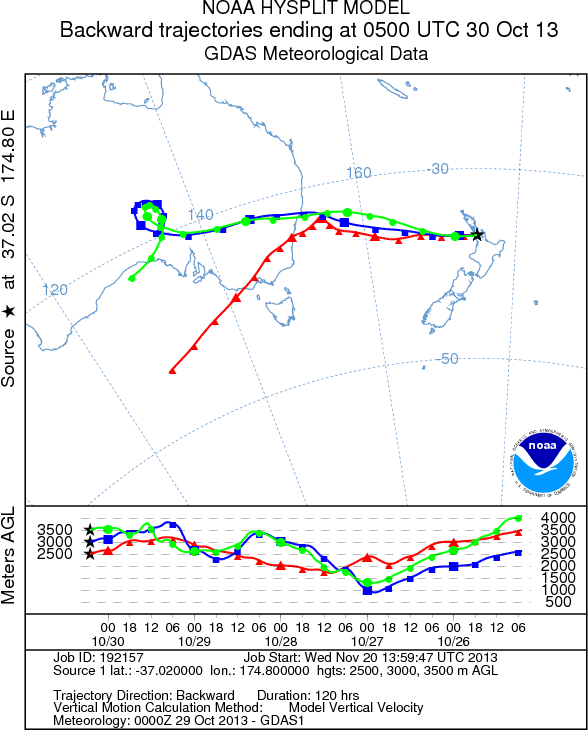 NOAA HYSPLIT MODEL
Backward trajectories ending at 0500 UTC 30 Oct 13
GDAS Meteorological Data
Source ★ at 37.02 S 174.80 E
160
-30
140
120
-50
noaa
Meters AGL
3500
3000
2500
4000
3500
3000
2500
2000
1500
1000
500
00 18 12 06 00 18 12 06 00 18 12 06 00 18 12 06 00 18 12 06
10/30 10/29 10/28 10/27 10/26
Job ID: 192157 Job Start: Wed Nov 20 13:59:47 UTC 2013
Source 1 lat.: -37.020000 lon.: 174.800000 hgts: 2500, 3000, 3500 m AGL
Trajectory Direction: Backward Duration: 120 hrs
Vertical Motion Calculation Method: Model Vertical Velocity
Meteorology: 0000Z 29 Oct 2013 - GDAS1